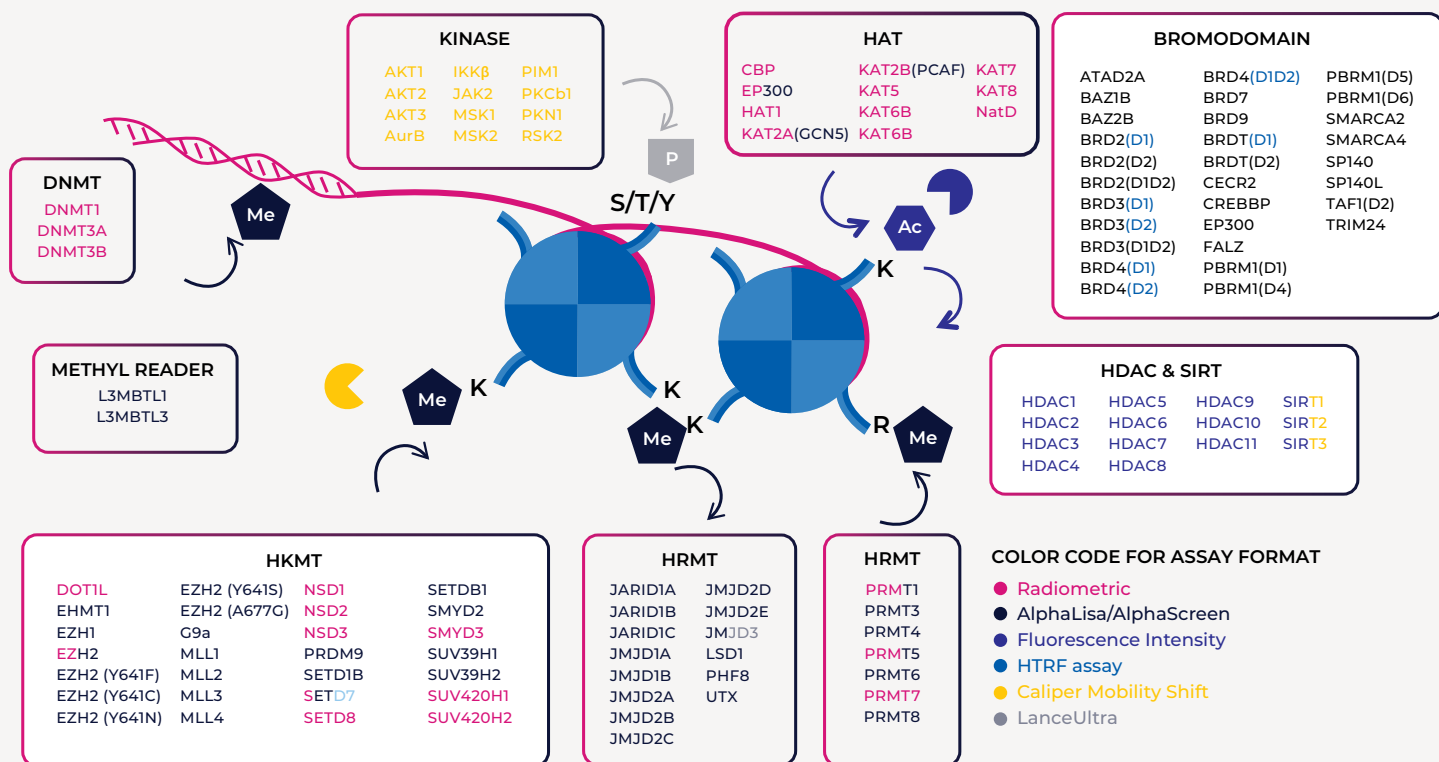 KINASE
AKT1 IKKβ PIM1
AKT2 JAK2 PKCb1
AKT3 MSK1 PKN1
AurB MSK2 RSK2
HAT
CBP KAT2B(PCAF) KAT7
EP300 KAT5 KAT8
HAT1 KAT6B NatD
KAT2A(GCN5) KAT6B
BROMODOMAIN
ATAD2A BRD4(D1D2) PBRM1(D5)
BAZ1B BRD7 PBRM1(D6)
BAZ2B BRD9 SMARCA2
BRD2(D1) BRDT(D1) SMARCA4
BRD2(D2) BRDT(D2) SP140
BRD2(D1D2) CECR2 SP140L
BRD3(D1) CREBBP TAF1(D2)
BRD3(D2) EP300 TRIM24
BRD3(D1D2) FALZ
BRD4(D1) PBRM1(D1)
BRD4(D2) PBRM1(D4)
DNMT
DNMT1
DNMT3A
DNMT3B
Me
P
S/T/Y
Ac
K
METHYL READER
L3MBTL1
L3MBTL3
Me K
K
Me K
R Me
HDAC & SIRT
HDAC1 HDAC5 HDAC9 SIRT1
HDAC2 HDAC6 HDAC10 SIRT2
HDAC3 HDAC7 HDAC11 SIRT3
HDAC4 HDAC8
HKMT
DOT1L EZH2 (Y641S) NSD1 SETDB1
EHMT1 EZH2 (A677G) NSD2 SMYD2
EZH1 G9a NSD3 SMYD3
EZH2 MLL1 PRDM9 SUV39H1
EZH2 (Y641F) MLL2 SETD1B SUV39H2
EZH2 (Y641C) MLL3 SETD7 SUV420H1
EZH2 (Y641N) MLL4 SETD8 SUV420H2
HRMT
JARID1A JMJD2D
JARID1B JMJD2E
JARID1C JMJD3
JMJD1A LSD1
JMJD1B PHF8
JMJD2A UTX
JMJD2B
JMJD2C
HRMT
PRMT1
PRMT3
PRMT4
PRMT5
PRMT6
PRMT7
PRMT8
COLOR CODE FOR ASSAY FORMAT
Radiometric
AlphaLisa/AlphaScreen
Fluorescence Intensity
HTRF assay
Caliper Mobility Shift
LanceUltra